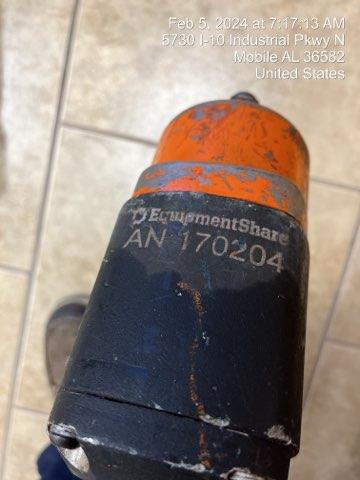 Feb 5, 2024 at 7:17:13 AM
5730 I-10 Industrial Pkwy N
Mobile AL 36582
United States
EquipmentShare
AN 170204